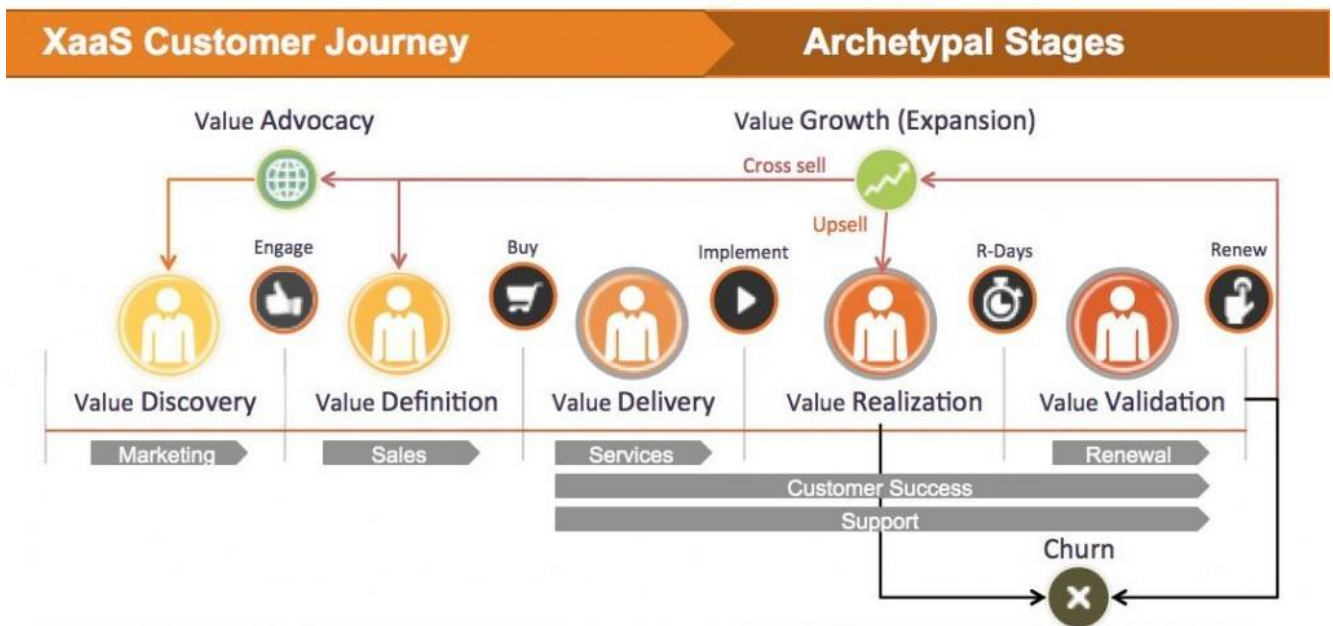 XaaS Customer Journey
Archetypal Stages
Value Advocacy
Value Growth (Expansion)
Cross sell
Upsell
Engage
Buy
Implement
R-Days
Renew
Value Discovery
Value Definition
Value Delivery
Value Realization
Value Validation
Marketing
Sales
Services
Renewal
Customer Success
Support
Churn